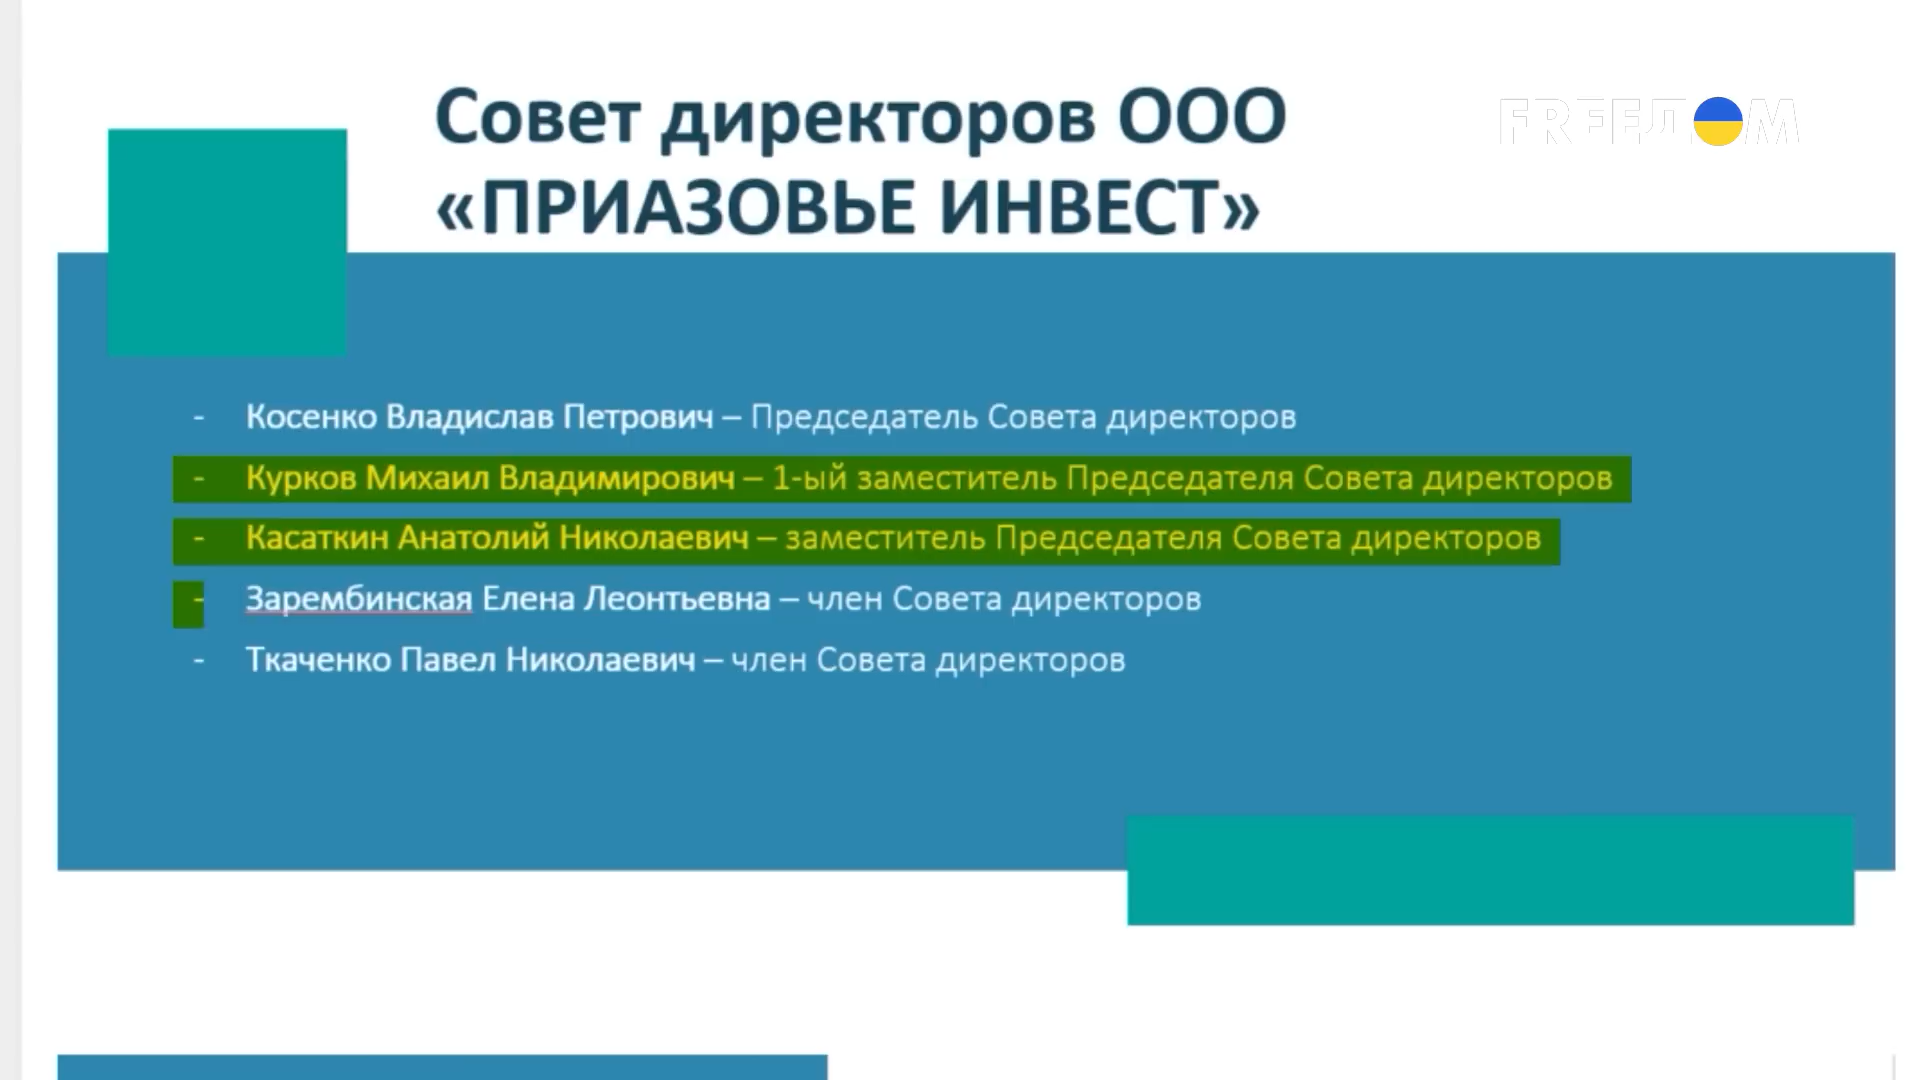 Совет директоров ООО
«ПРИАЗОВЬЕ ИНВЕСТ»
FREEДOM
- Косенко Владислав Петрович – Председатель Совета директоров
- Курков Михаил Владимирович – 1-ый заместитель Председателя Совета директоров
- Касаткин Анатолий Николаевич – заместитель Председателя Совета директоров
- Зарембинская Елена Леонтьевна – член Совета директоров
- Ткаченко Павел Николаевич – член Совета директоров